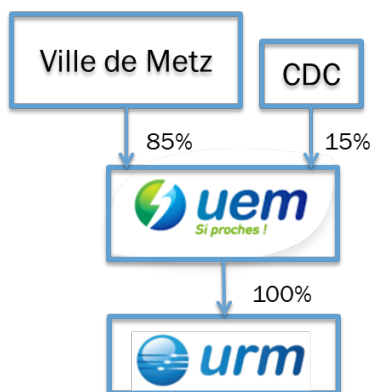 Ville de Metz
CDC
85%
15%
uem
Si proches !
100%
urm